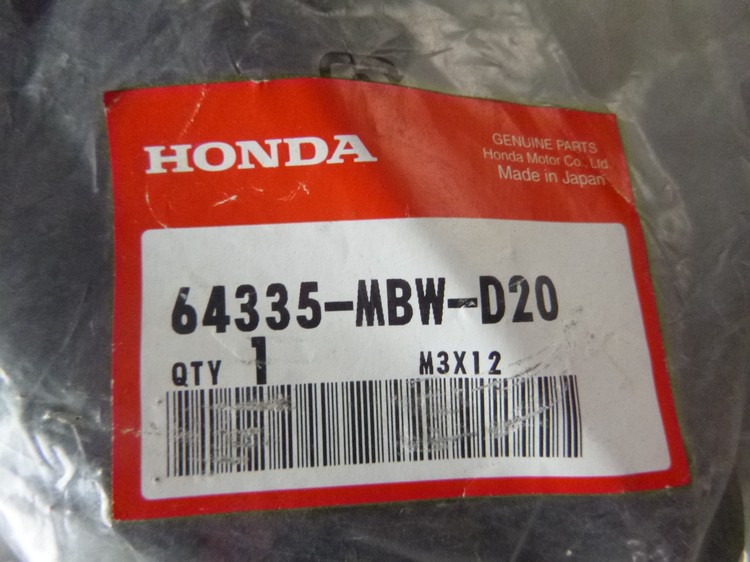 HONDA
GENUINE PARTS
Honda Motor Co., Ltd.
Made in Japan
64335-MBW-D20
QTY 1 M3X12